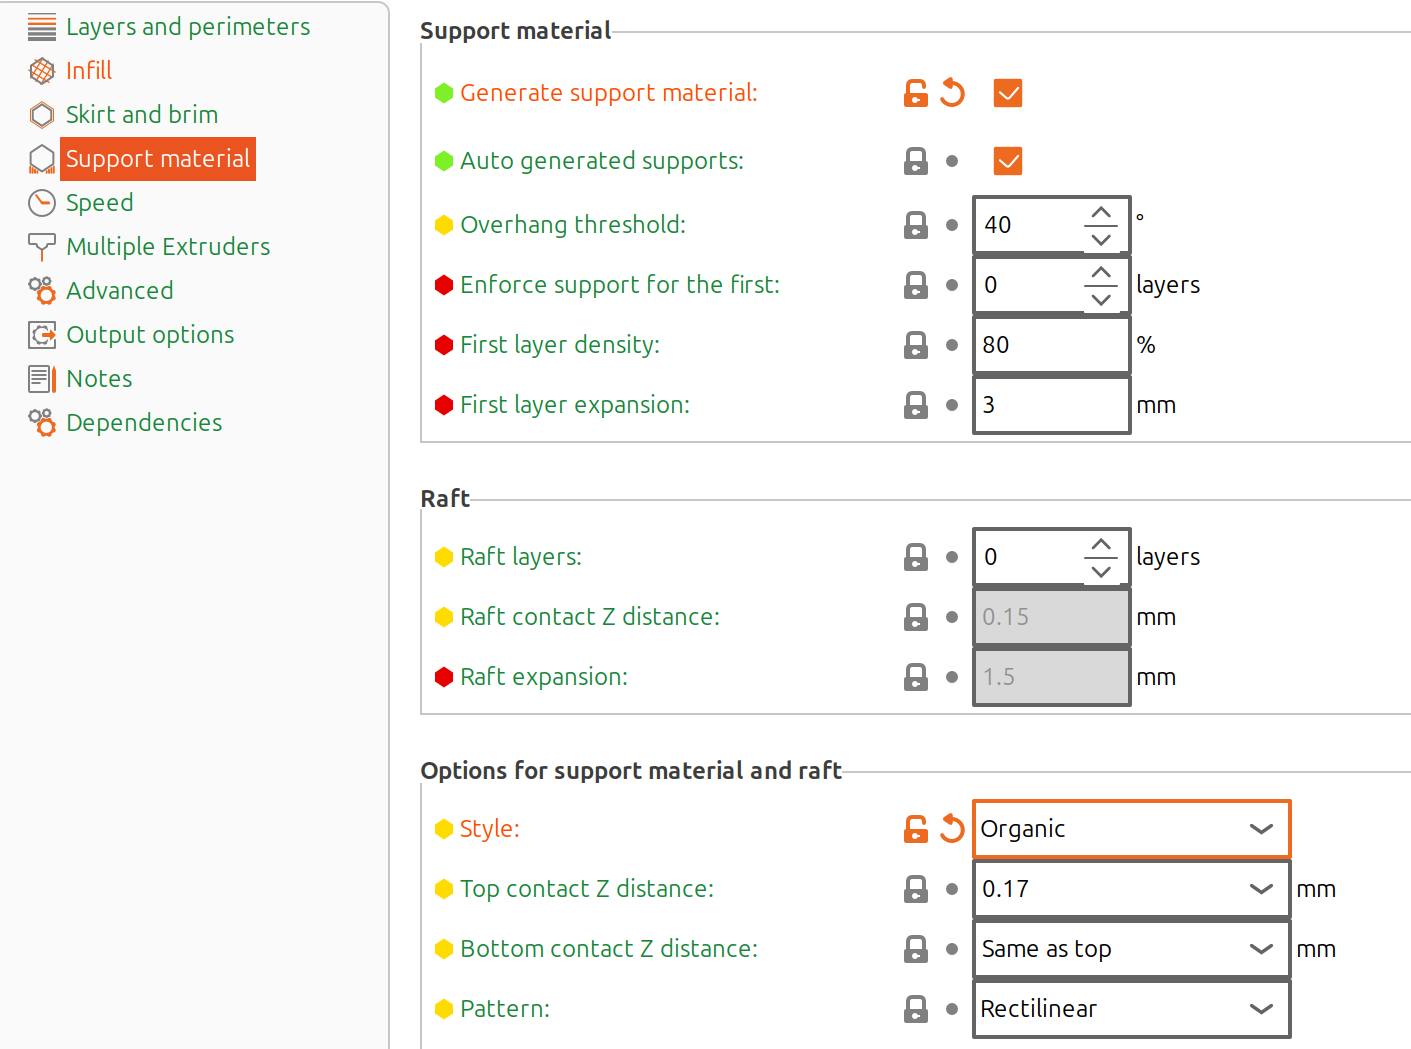 Layers and perimeters
Infill
Skirt and brim
Support material
Speed
Multiple Extruders
Advanced
Output options
Notes
Dependencies
Support material
Generate support material:
Auto generated supports:
Overhang threshold: 40 °
Enforce support for the first: 0 layers
First layer density: 80 %
First layer expansion: 3 mm
Raft
Raft layers: 0 layers
Raft contact Z distance: 0.15 mm
Raft expansion: 1.5 mm
Options for support material and raft
Style: Organic
Top contact Z distance: 0.17 mm
Bottom contact Z distance: Same as top mm
Pattern: Rectilinear